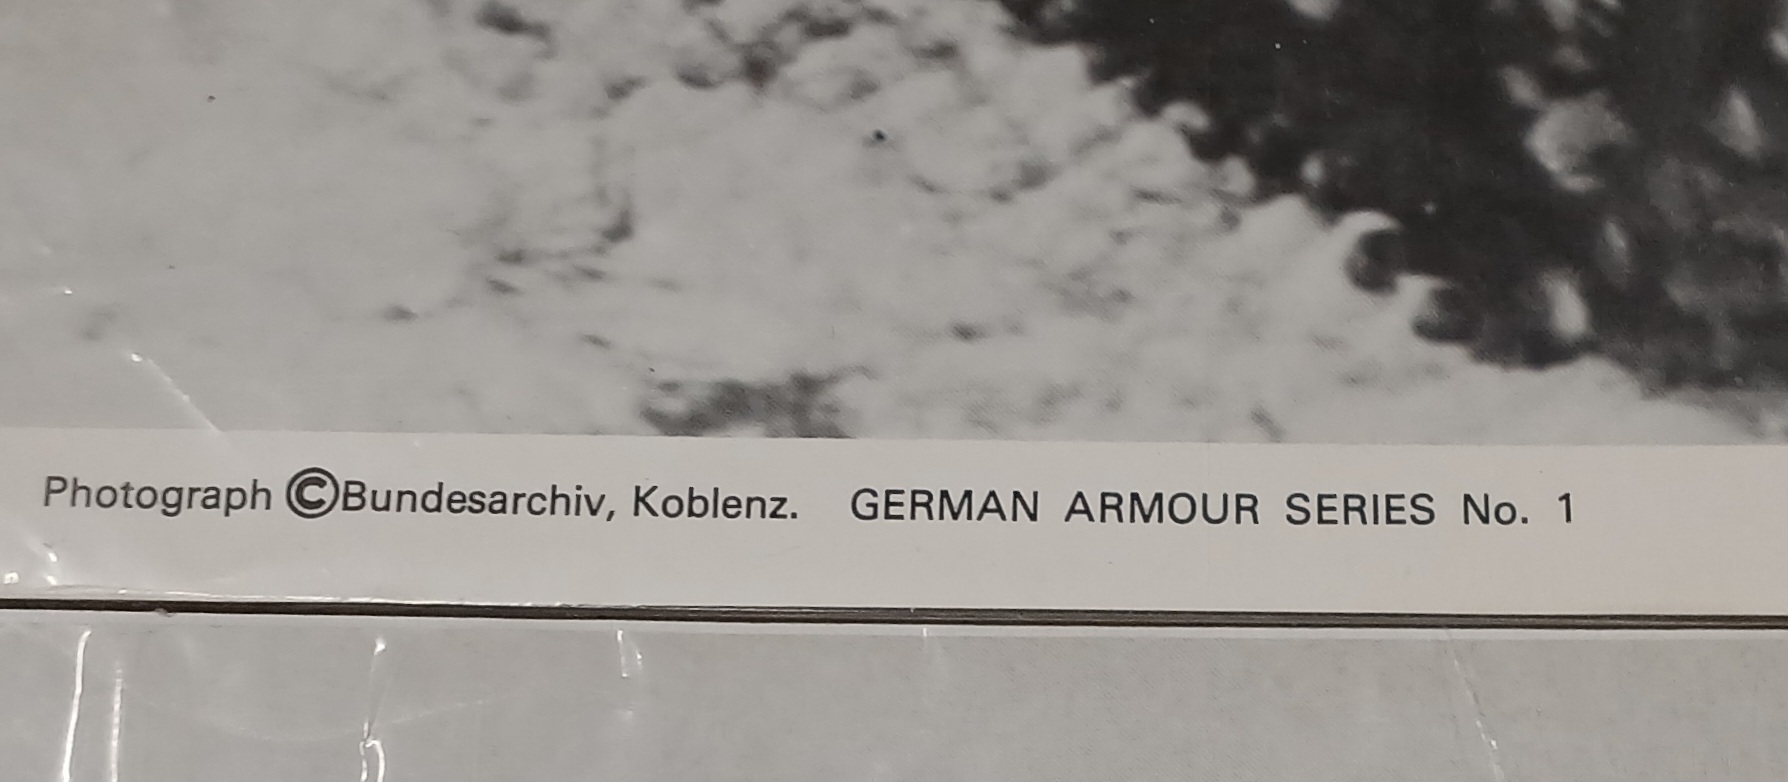 Photograph ©Bundesarchiv, Koblenz. GERMAN ARMOUR SERIES No. 1